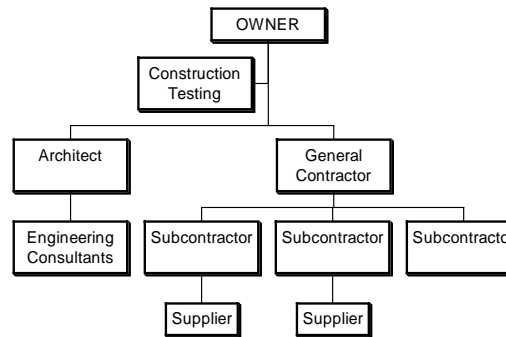 OWNER
Construction
Testing
Architect
General
Contractor
Engineering
Consultants
Subcontractor
Subcontractor
Subcontracto
Supplier
Supplier